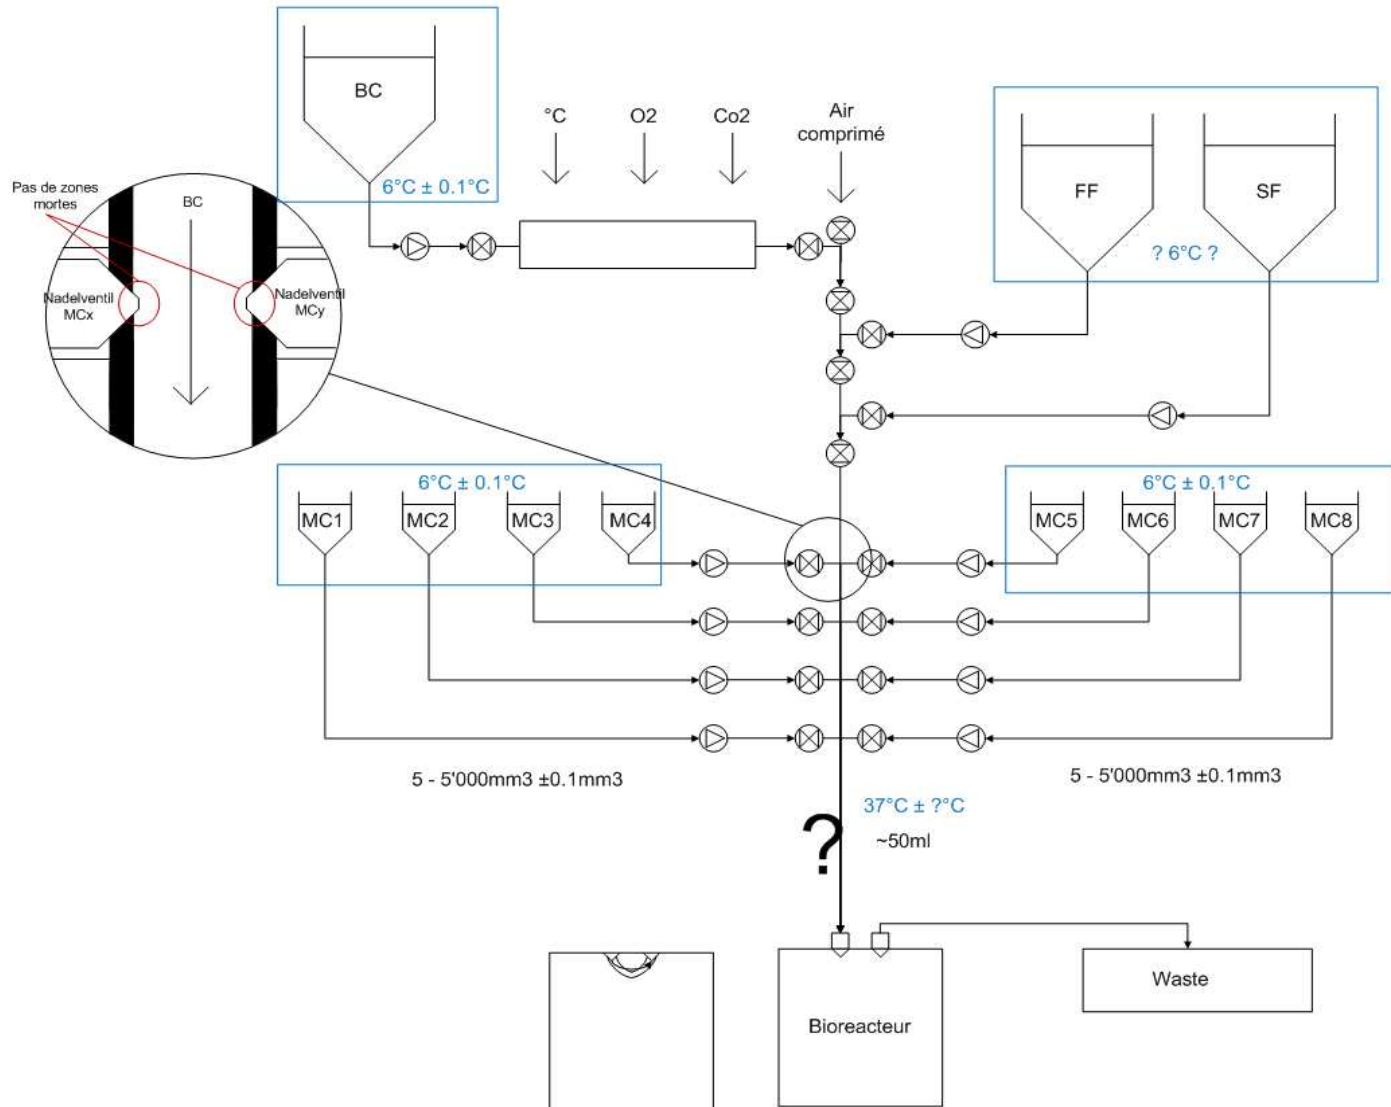 BC
°C
O2
Co2
Air
comprimé
FF
SF
6°C ± 0.1°C
? 6°C ?
Pas de zones
mortes
BC
Nadelventil
MCx
Nadelventil
MCy
6°C ± 0.1°C
MC1
MC2
MC3
MC4
6°C ± 0.1°C
MC5
MC6
MC7
MC8
5 - 5'000mm3 ±0.1mm3
5 - 5'000mm3 ±0.1mm3
37°C ± ?°C
?
~50ml
Bioreacteur
Waste